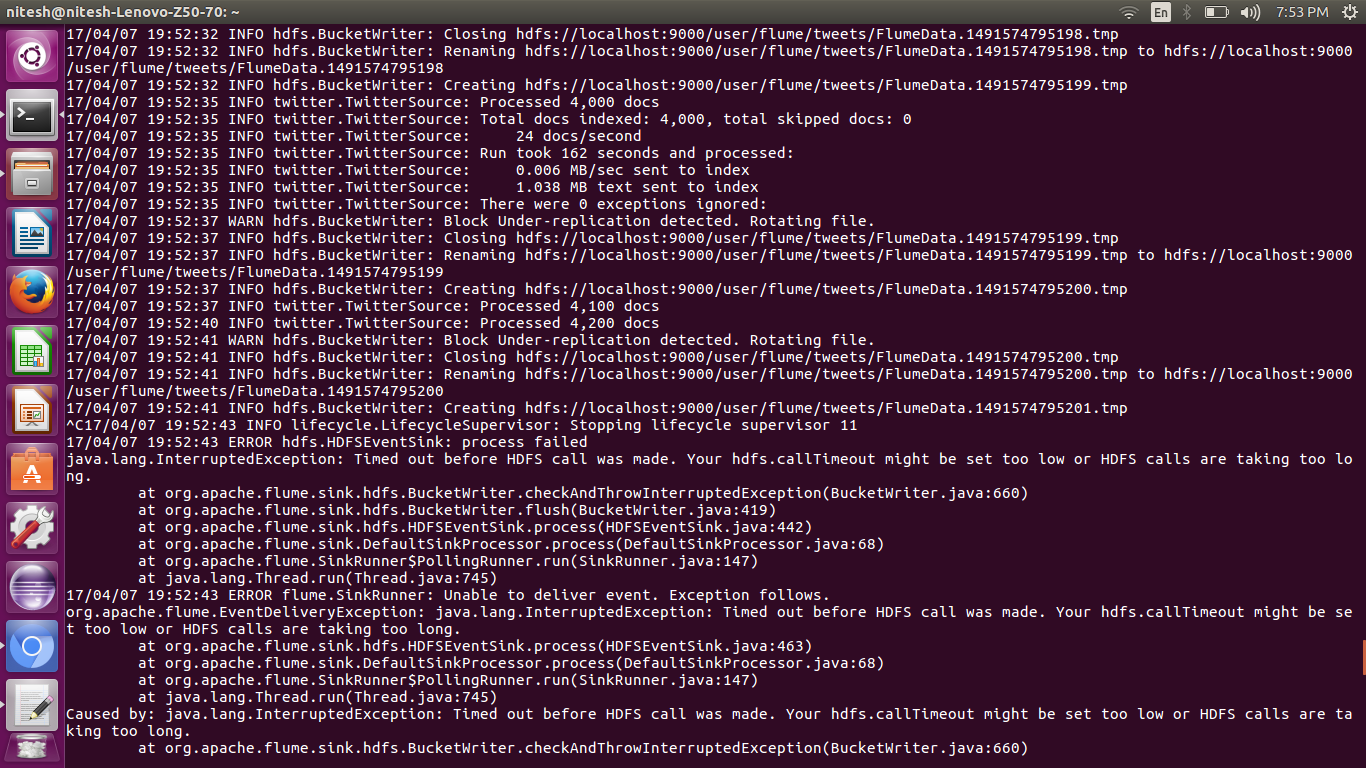 nitesh@nitesh-Lenovo-Z50-70: ~
En
7:53 PM
17/04/07 19:52:32 INFO hdfs.BucketWriter: Closing hdfs://localhost:9000/user/flume/tweets/FlumeData.1491574795198.tmp
17/04/07 19:52:32 INFO hdfs.BucketWriter: Renaming hdfs://localhost:9000/user/flume/tweets/FlumeData.1491574795198.tmp to hdfs://localhost:9000
/user/flume/tweets/FlumeData.1491574795198
17/04/07 19:52:32 INFO hdfs.BucketWriter: Creating hdfs://localhost:9000/user/flume/tweets/FlumeData.1491574795199.tmp
17/04/07 19:52:35 INFO twitter.TwitterSource: Processed 4,000 docs
17/04/07 19:52:35 INFO twitter.TwitterSource: Total docs indexed: 4,000, total skipped docs: 0
17/04/07 19:52:35 INFO twitter.TwitterSource:     24 docs/second
17/04/07 19:52:35 INFO twitter.TwitterSource: Run took 162 seconds and processed:
17/04/07 19:52:35 INFO twitter.TwitterSource:     0.006 MB/sec sent to index
17/04/07 19:52:35 INFO twitter.TwitterSource:     1.038 MB text sent to index
17/04/07 19:52:35 INFO twitter.TwitterSource: There were 0 exceptions ignored:
17/04/07 19:52:37 WARN hdfs.BucketWriter: Block Under-replication detected. Rotating file.
17/04/07 19:52:37 INFO hdfs.BucketWriter: Closing hdfs://localhost:9000/user/flume/tweets/FlumeData.1491574795199.tmp
17/04/07 19:52:37 INFO hdfs.BucketWriter: Renaming hdfs://localhost:9000/user/flume/tweets/FlumeData.1491574795199.tmp to hdfs://localhost:9000
/user/flume/tweets/FlumeData.1491574795199
17/04/07 19:52:37 INFO hdfs.BucketWriter: Creating hdfs://localhost:9000/user/flume/tweets/FlumeData.1491574795200.tmp
17/04/07 19:52:37 INFO twitter.TwitterSource: Processed 4,100 docs
17/04/07 19:52:40 INFO twitter.TwitterSource: Processed 4,200 docs
17/04/07 19:52:41 WARN hdfs.BucketWriter: Block Under-replication detected. Rotating file.
17/04/07 19:52:41 INFO hdfs.BucketWriter: Closing hdfs://localhost:9000/user/flume/tweets/FlumeData.1491574795200.tmp
17/04/07 19:52:41 INFO hdfs.BucketWriter: Renaming hdfs://localhost:9000/user/flume/tweets/FlumeData.1491574795200.tmp to hdfs://localhost:9000
/user/flume/tweets/FlumeData.1491574795200
17/04/07 19:52:41 INFO hdfs.BucketWriter: Creating hdfs://localhost:9000/user/flume/tweets/FlumeData.1491574795201.tmp
^C17/04/07 19:52:43 INFO lifecycle.LifecycleSupervisor: Stopping lifecycle supervisor 11
17/04/07 19:52:43 ERROR hdfs.HDFSEventSink: process failed
java.lang.InterruptedException: Timed out before HDFS call was made. Your hdfs.callTimeout might be set too low or HDFS calls are taking too lo
ng.
at org.apache.flume.sink.hdfs.BucketWriter.checkAndThrowInterruptedException(BucketWriter.java:660)
at org.apache.flume.sink.hdfs.BucketWriter.flush(BucketWriter.java:419)
at org.apache.flume.sink.hdfs.HDFSEventSink.process(HDFSEventSink.java:442)
at org.apache.flume.sink.DefaultSinkProcessor.process(DefaultSinkProcessor.java:68)
at org.apache.flume.SinkRunner$PollingRunner.run(SinkRunner.java:147)
at java.lang.Thread.run(Thread.java:745)
17/04/07 19:52:43 ERROR flume.SinkRunner: Unable to deliver event. Exception follows.
org.apache.flume.EventDeliveryException: java.lang.InterruptedException: Timed out before HDFS call was made. Your hdfs.callTimeout might be se
t too low or HDFS calls are taking too long.
at org.apache.flume.sink.hdfs.HDFSEventSink.process(HDFSEventSink.java:463)
at org.apache.flume.sink.DefaultSinkProcessor.process(DefaultSinkProcessor.java:68)
at org.apache.flume.SinkRunner$PollingRunner.run(SinkRunner.java:147)
at java.lang.Thread.run(Thread.java:745)
Caused by: java.lang.InterruptedException: Timed out before HDFS call was made. Your hdfs.callTimeout might be set too low or HDFS calls are ta
king too long.
at org.apache.flume.sink.hdfs.BucketWriter.checkAndThrowInterruptedException(BucketWriter.java:660)